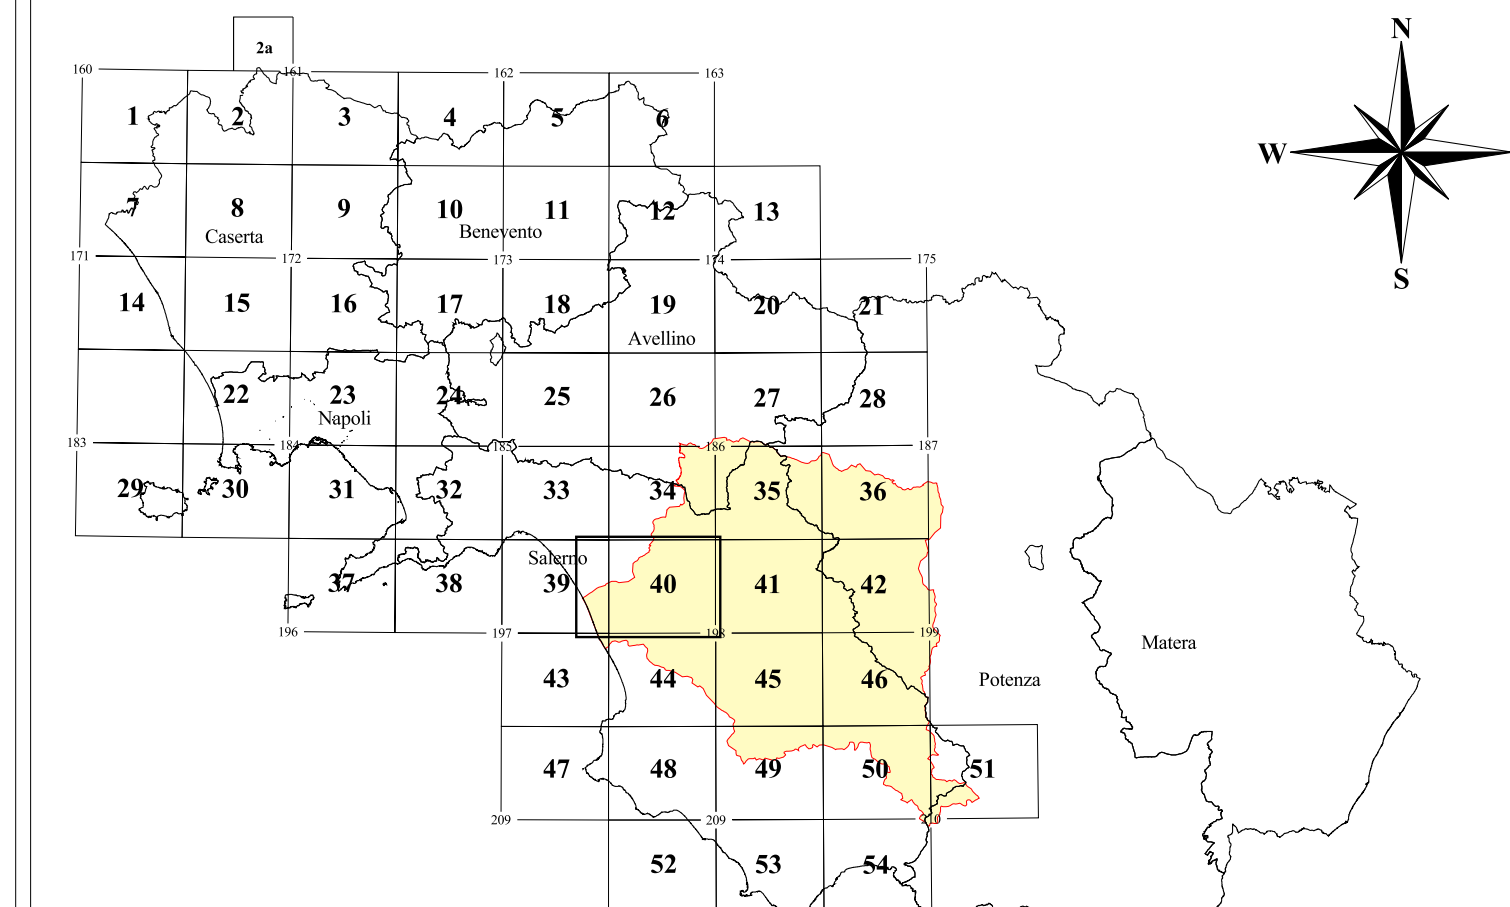 N
2a
160 161 162 163
1 2 3 4 5 6
W
7 8 9 10 11 12 13
Caserta Benevento
171 172 173 174 175
S
14 15 16 17 18 19 20 21
Avellino
22 23 24 25 26 27 28
Napoli
183 184 185 186 187
29 30 31 32 33 34 35 36
Salerno
37 38 39 40 41 42
196 197 198 199
Matera
43 44 45 46 Potenza
47 48 49 50 51
209 209 210
52 53 54